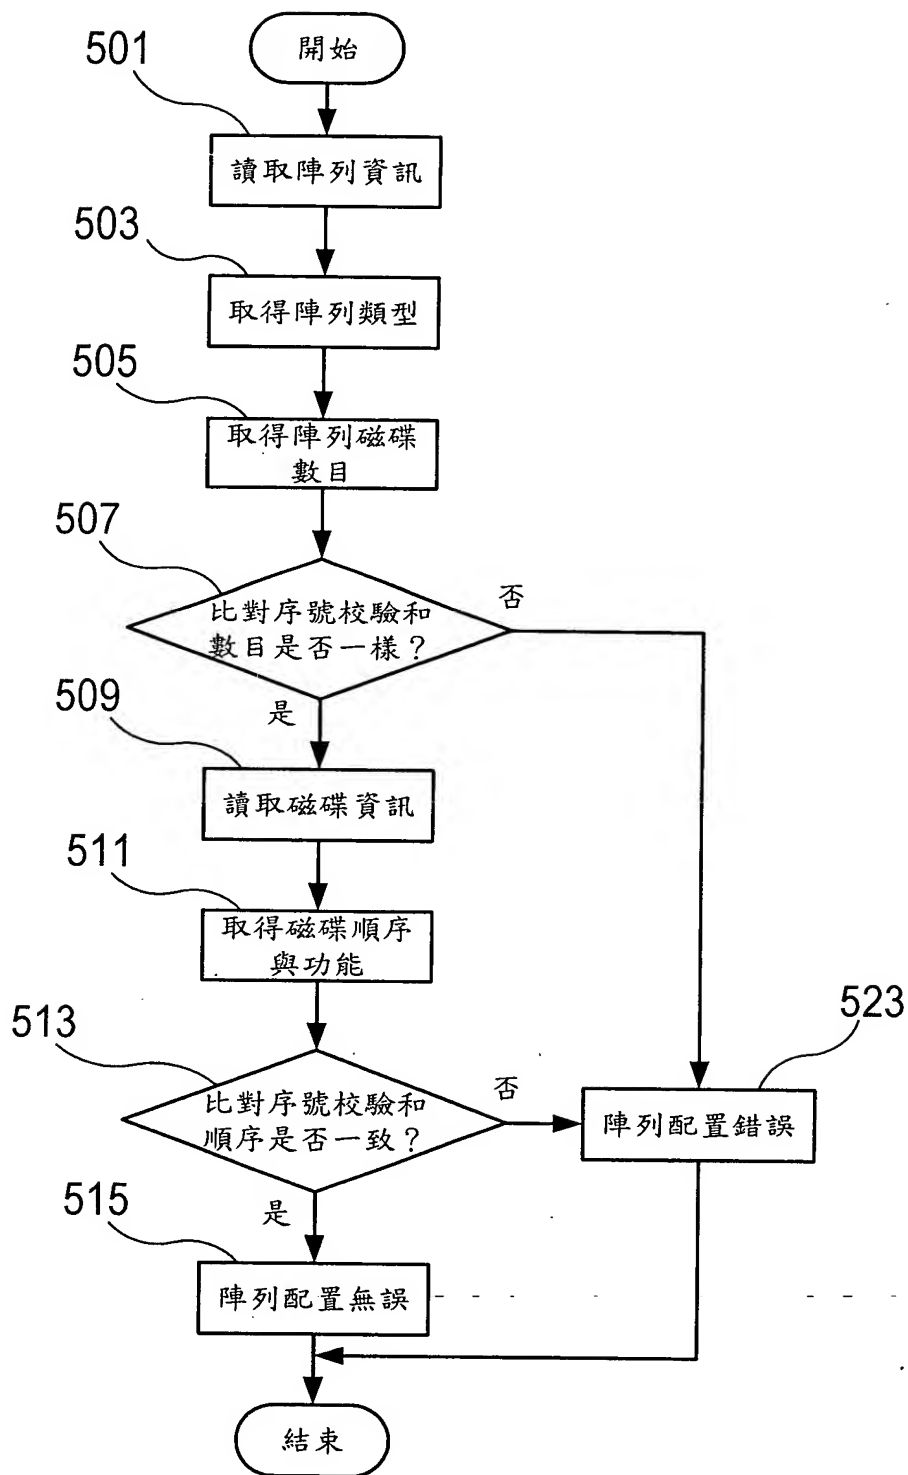 開始
501
讀取陣列資訊
503
取得陣列類型
505
取得陣列磁碟
數目
507
比對序號校驗和
數目是否一樣？
否
是
509
讀取磁碟資訊
511
取得磁碟順序
與功能
513
比對序號校驗和
順序是否一致？
否
523
陣列配置錯誤
是
515
陣列配置無誤
結束